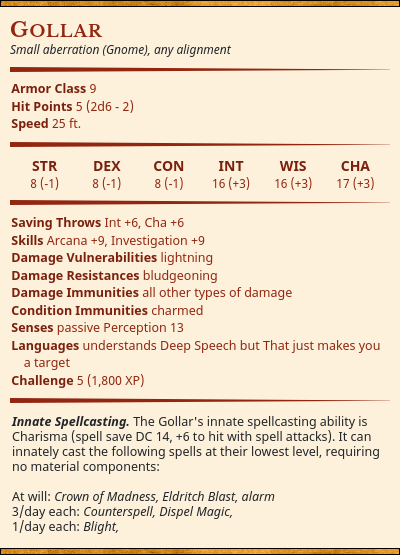 GOLLAR
Small aberration (Gnome), any alignment
Armor Class 9
Hit Points 5 (2d6 - 2)
Speed 25 ft.
STR DEX CON INT WIS CHA
8 (-1) 8 (-1) 8 (-1) 16 (+3) 16 (+3) 17 (+3)
Saving Throws Int +6, Cha +6
Skills Arcana +9, Investigation +9
Damage Vulnerabilities lightning
Damage Resistances bludgeoning
Damage Immunities all other types of damage
Condition Immunities charmed
Senses passive Perception 13
Languages understands Deep Speech but That just makes you
a target
Challenge 5 (1,800 XP)
Innate Spellcasting. The Gollar's innate spellcasting ability is
Charisma (spell save DC 14, +6 to hit with spell attacks). It can
innately cast the following spells at their lowest level, requiring
no material components:
At will: Crown of Madness, Eldritch Blast, alarm
3/day each: Counterspell, Dispel Magic,
1/day each: Blight,